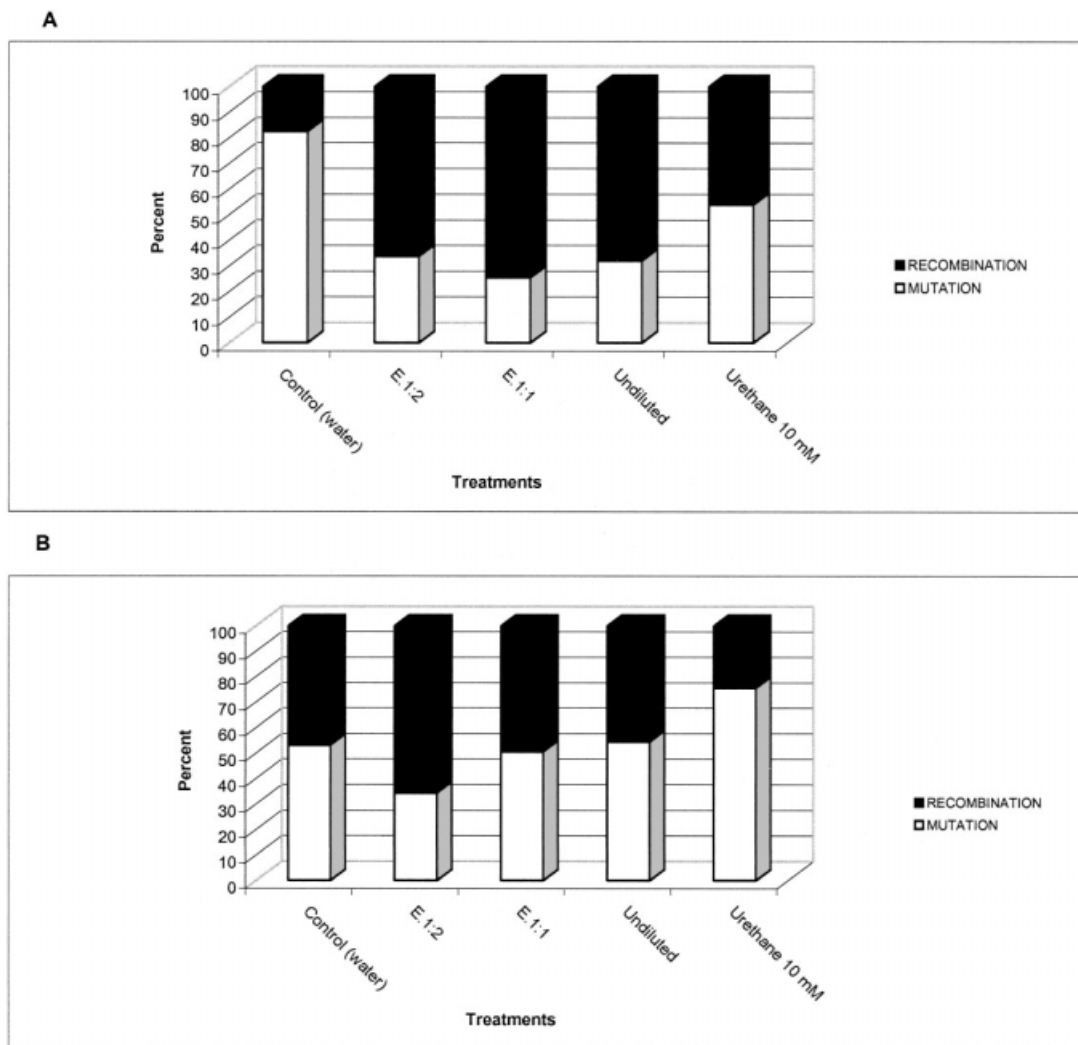 A
100
90
80
70
60
50
40
30
20
10
0
Percent
Control (water)
E.1:2
E.1:1
Undiluted
Urethane 10 mM
Treatments
RECOMBINATION
MUTATION
B
100
90
80
70
60
50
40
30
20
10
0
Percent
Control (water)
E.1:2
E.1:1
Undiluted
Urethane 10 mM
Treatments
RECOMBINATION
MUTATION